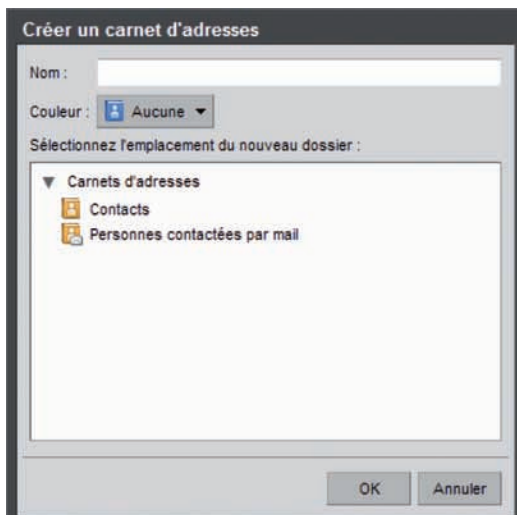 Créer un carnet d'adresses
Nom :
Couleur : Aucune
Sélectionnez l'emplacement du nouveau dossier :
Carnets d'adresses
Contacts
Personnes contactées par mail
OK Annuler